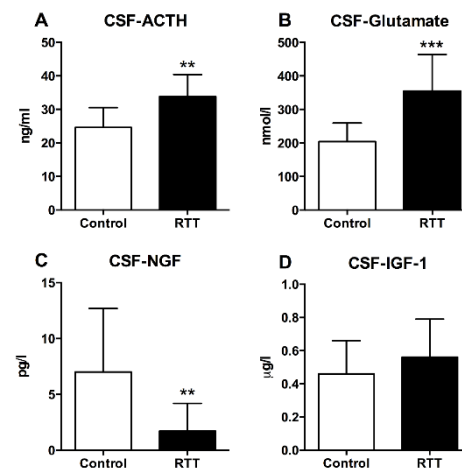 A CSF-ACTH
50
40
30
20
10
0
ng/ml
**
Control RTT
B CSF-Glutamate
500
400
300
200
100
0
nmol/l
***
Control RTT
C CSF-NGF
15
10
5
0
pg/l
**
Control RTT
D CSF-IGF-1
1.0
0.8
0.6
0.4
0.2
0.0
µg/l
Control RTT